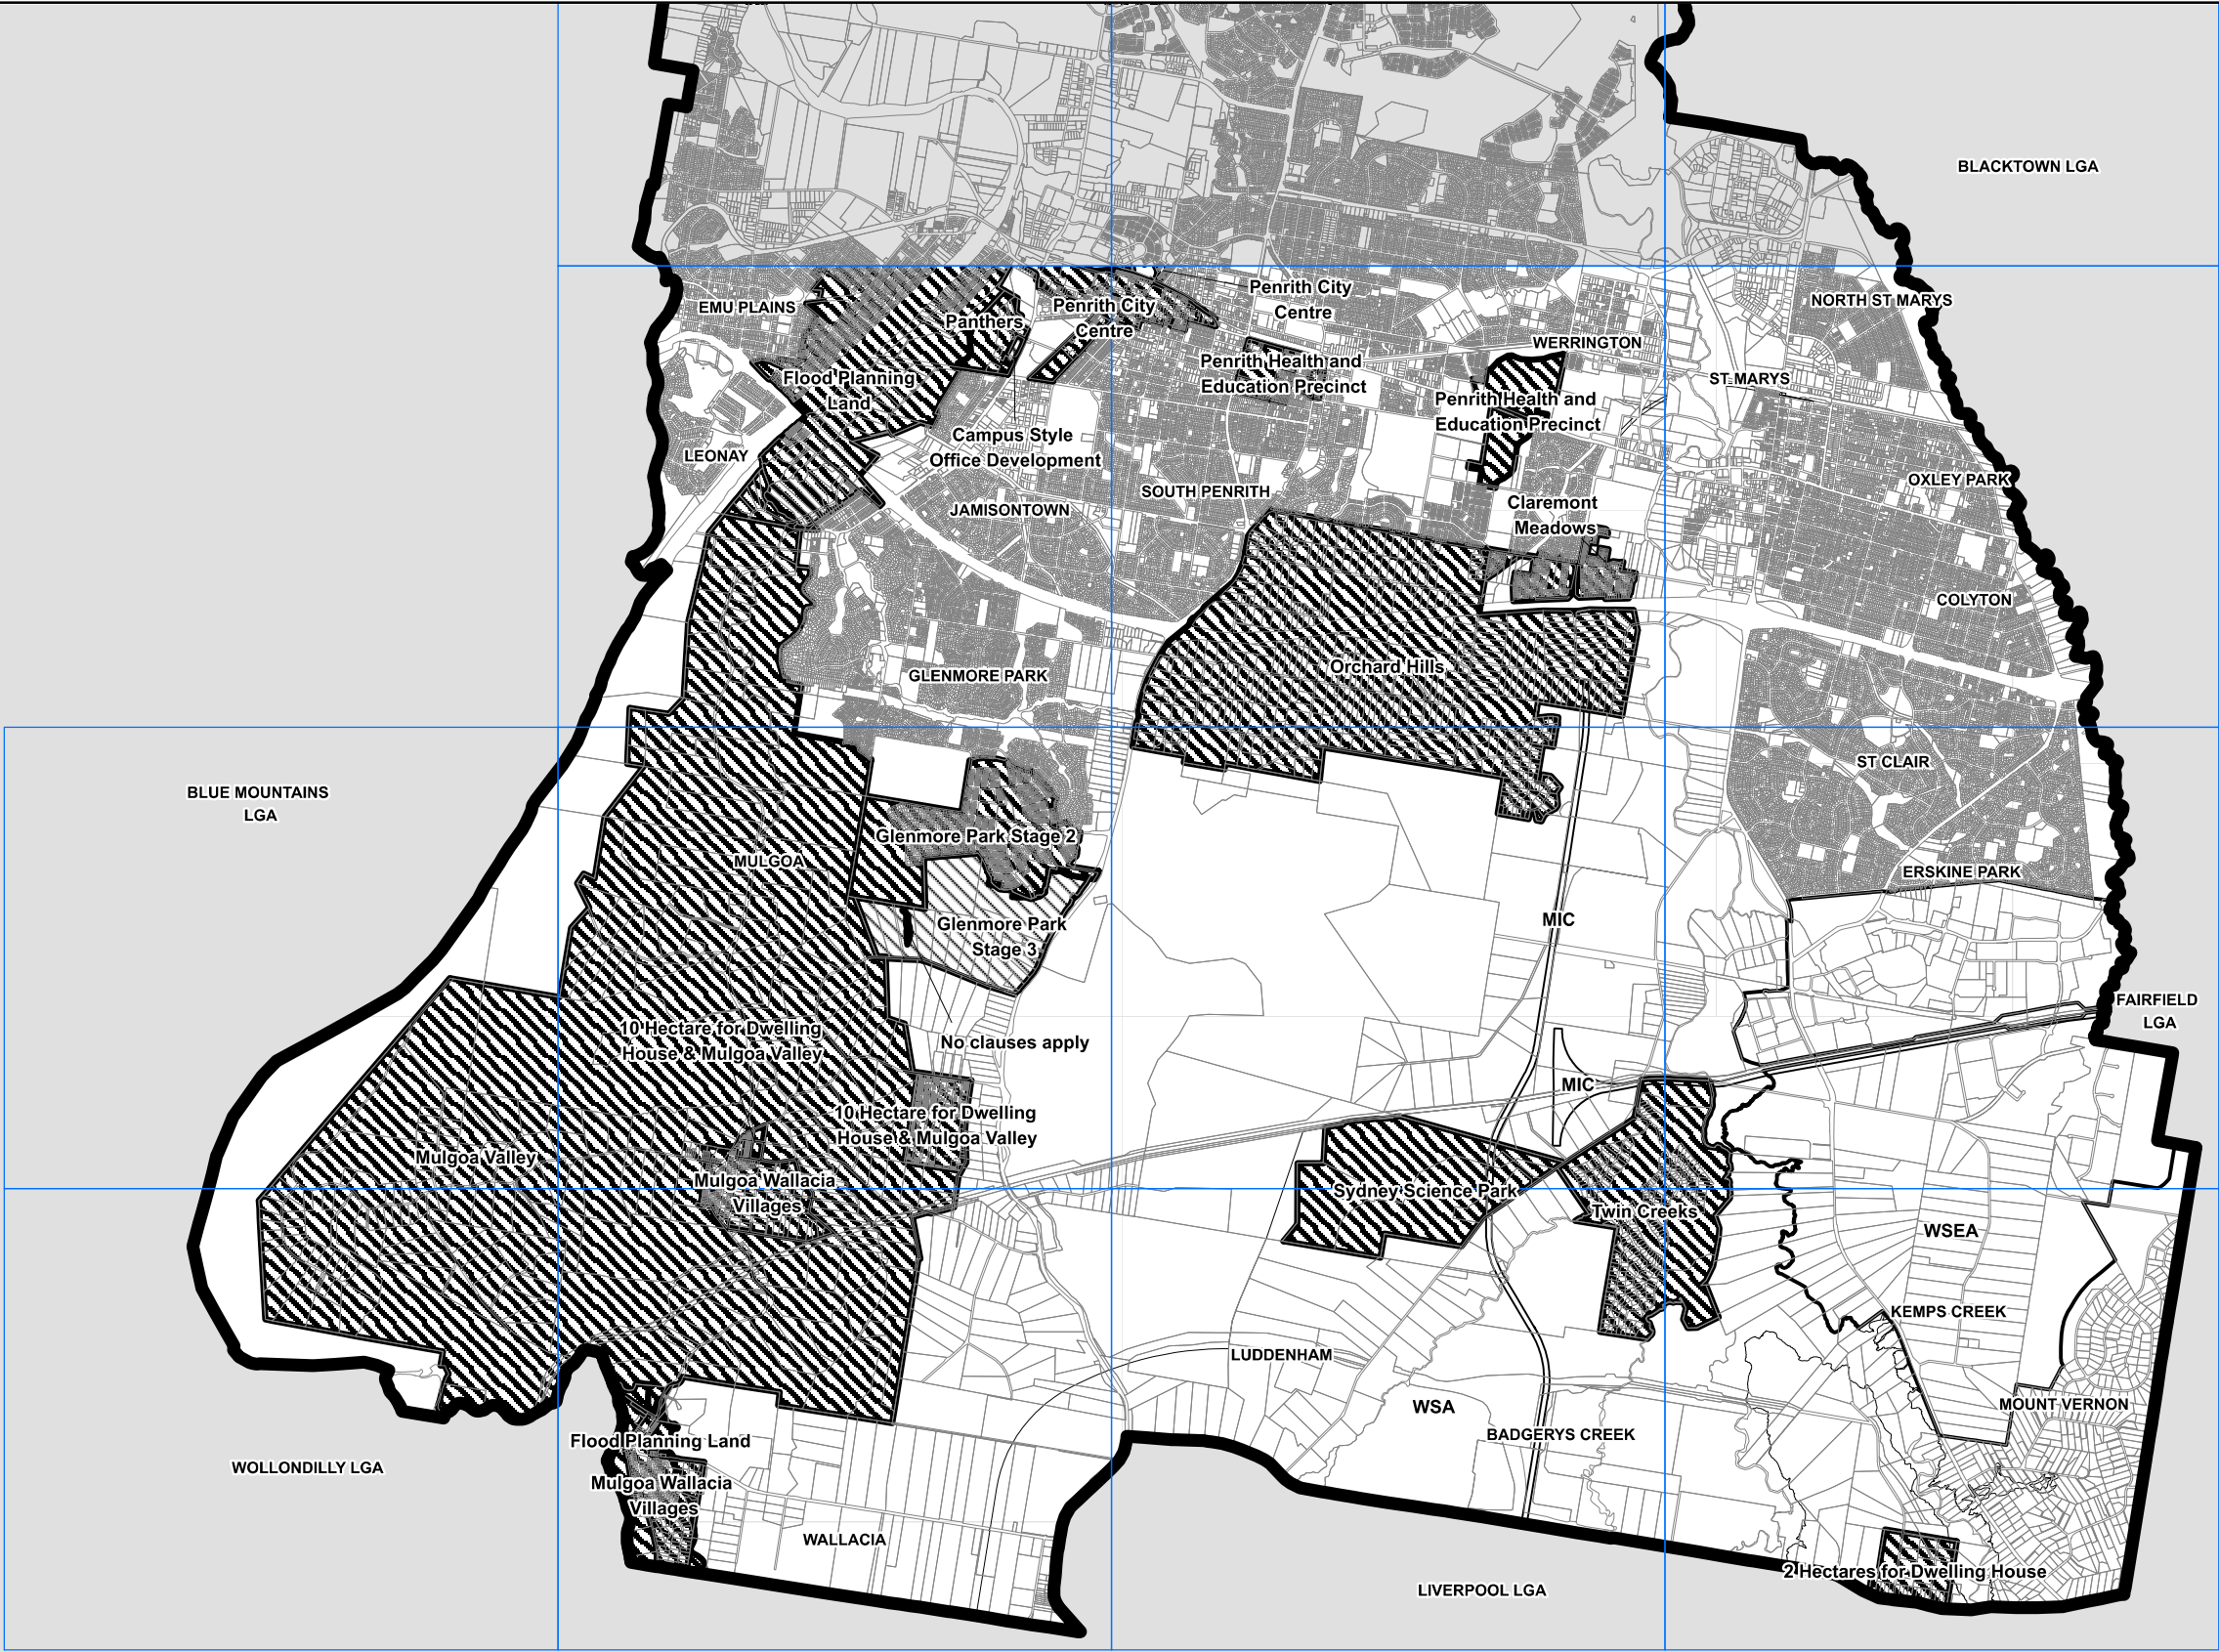 BLACKTOWN LGA
EMU PLAINS
Penrith City
Centre
Penrith City
Centre
NORTH ST MARYS
Panthers
WERRINGTON
Penrith Health and
Education Precinct
Flood Planning
Land
ST MARYS
Penrith Health and
Education Precinct
Campus Style
Office Development
LEONAY
OXLEY PARK
SOUTH PENRITH
JAMISONTOWN
Claremont
Meadows
COLYTON
Orchard Hills
GLENMORE PARK
ST CLAIR
BLUE MOUNTAINS
LGA
Glenmore Park Stage 2
MULGOA
ERSKINE PARK
MIC
Glenmore Park
Stage 3
FAIRFIELD
LGA
10 Hectare for Dwelling
House & Mulgoa Valley
No clauses apply
MIC
10 Hectare for Dwelling
House & Mulgoa Valley
Mulgoa Valley
Mulgoa Wallacia
Villages
Sydney Science Park
Twin Creeks
WSEA
KEMPS CREEK
LUDDENHAM
WSA
MOUNT VERNON
BADGERYS CREEK
Flood Planning Land
WOLLONDILLY LGA
Mulgoa Wallacia
Villages
WALLACIA
2 Hectares for Dwelling House
LIVERPOOL LGA